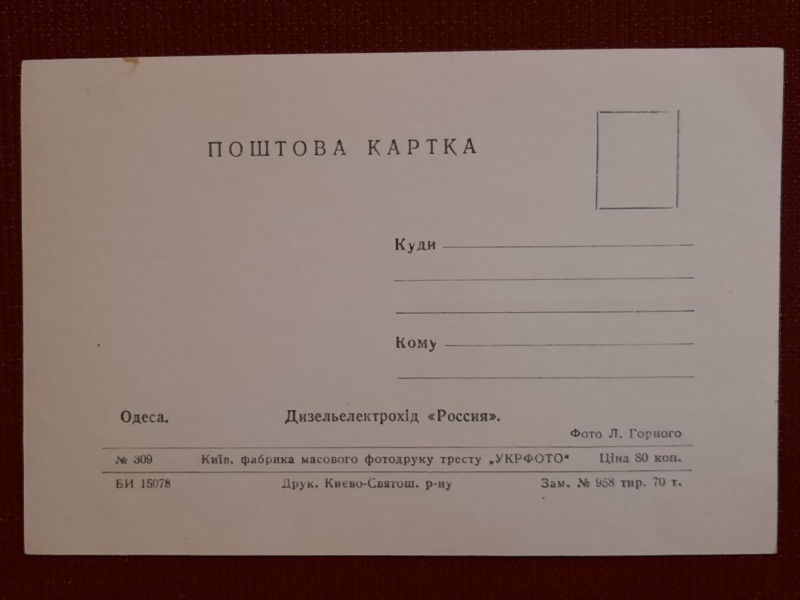 ПОШТОВА КАРТКА
Куди
Кому
Одеса. Дизельелектрохід «Россия».
Фото Л. Горного
№ 309 Київ, фабрика масового фотодруку тресту „УКРФОТО“ Ціна 80 коп.
БИ 15078 Друк. Києво-Святош. р-ну Зам. № 958 тир. 70 т.